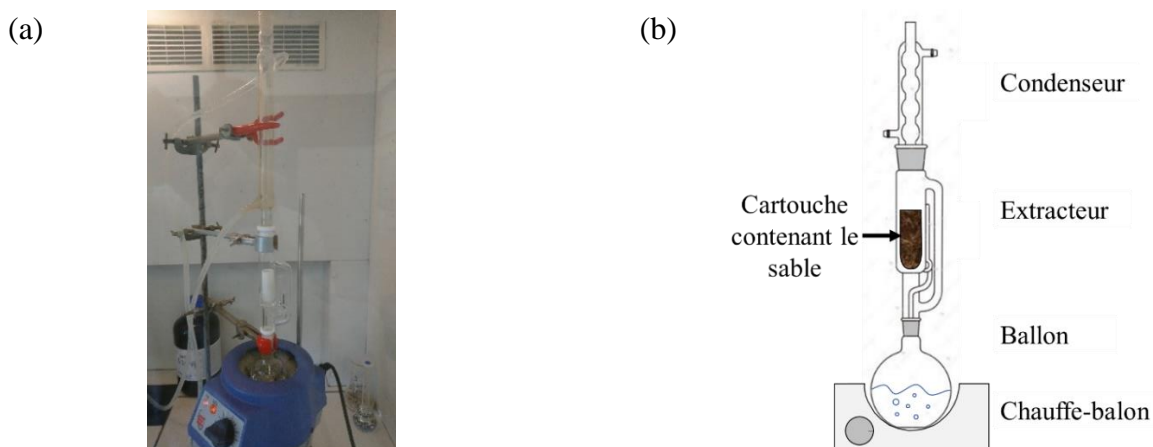 (a)
(b)
Condenseur
Cartouche
contenant le
sable
Extracteur
Ballon
Chauffe-balon